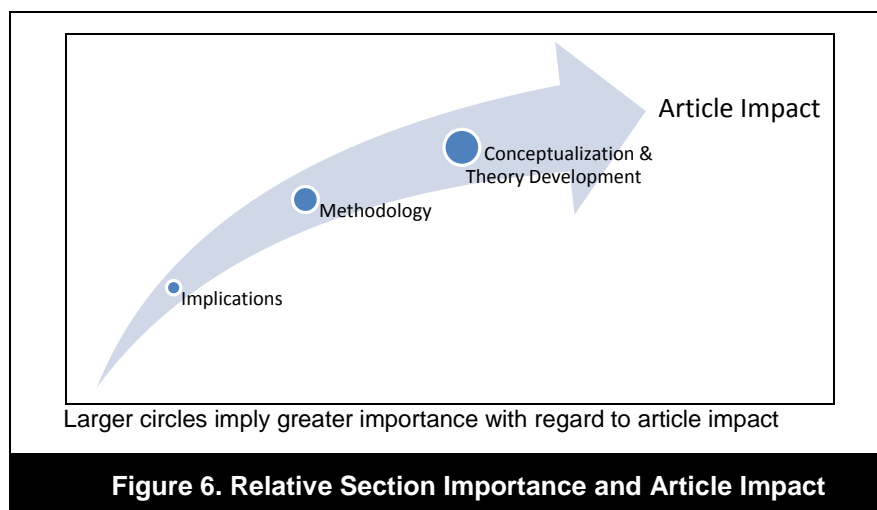 Article Impact
Conceptualization &
Theory Development
Methodology
Implications
Larger circles imply greater importance with regard to article impact
Figure 6. Relative Section Importance and Article Impact